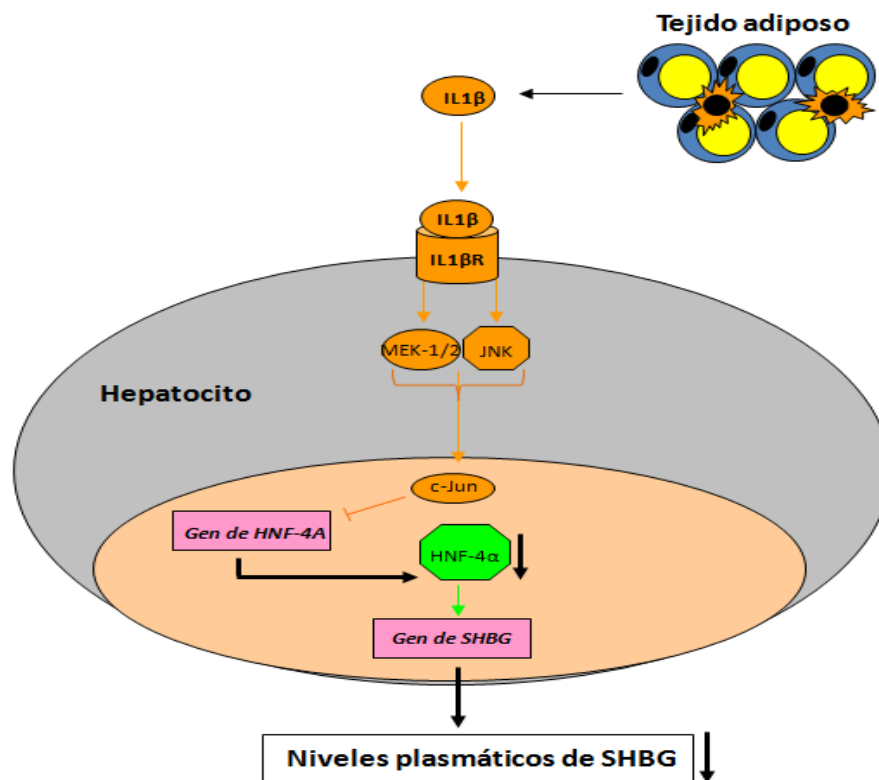 Tejido adiposo
IL1β
IL1β
IL1βR
MEK-1/2
JNK
Hepatocito
c-Jun
Gen de HNF-4A
HNF-4α
Gen de SHBG
Niveles plasmáticos de SHBG